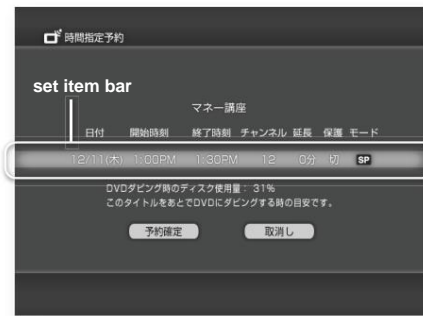 時間指定予約
set item bar
マネー講座
日付 開始時刻 終了時刻 チャンネル 延長 保護 モード
12/11(木) 1:00PM 1:30PM 12 0分 切 SP
DVDダビング時のディスク使用量： 31%
このタイトルをあとでDVDにダビングする時の目安です。
予約確定 取消し